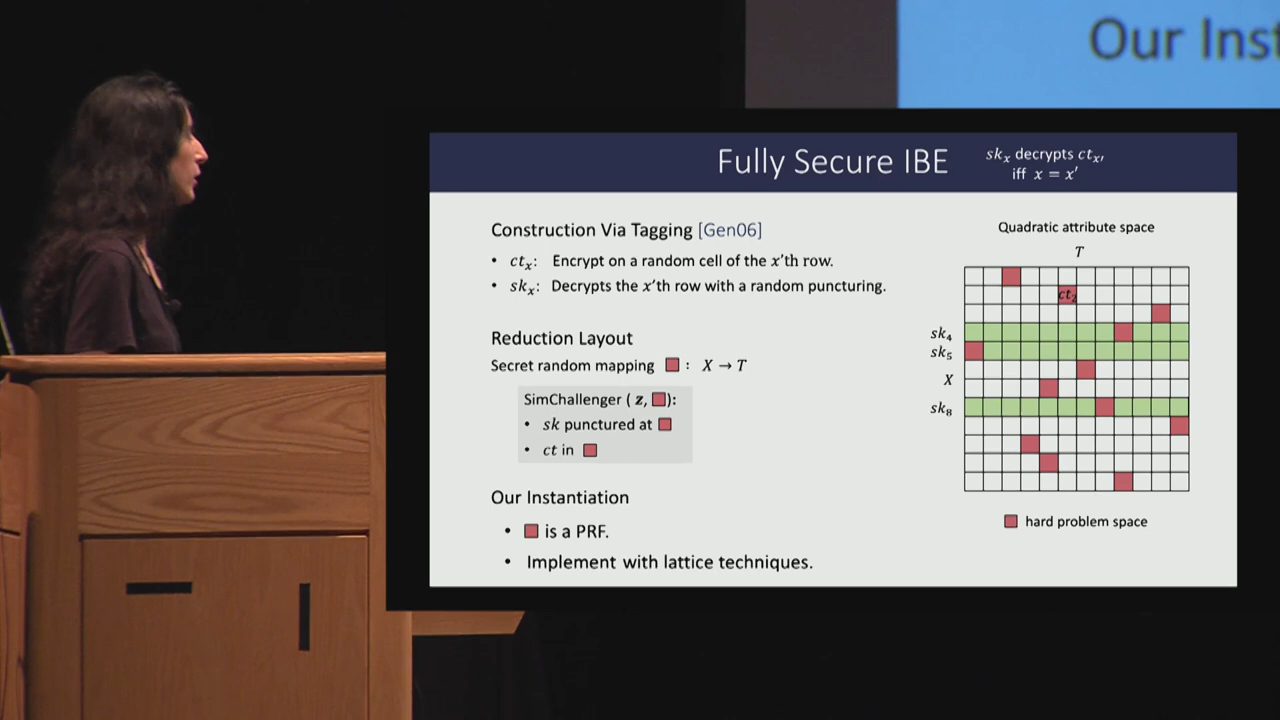 Our Inst
Fully Secure IBE
sk_x decrypts ct_x′
iff x = x′
Construction Via Tagging [Gen06]
• ct_x: Encrypt on a random cell of the x’th row.
• sk_x: Decrypts the x’th row with a random puncturing.
Reduction Layout
Secret random mapping : X → T
SimChallenger ( z, ):
• sk punctured at
• ct in
Our Instantiation
• is a PRF.
• Implement with lattice techniques.
Quadratic attribute space
T
ct_2
sk_4
sk_5
X
sk_8
hard problem space